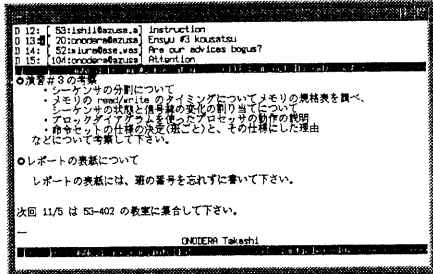 D 12: [ 53:ishii@azusa.a] instruction
D 13: [ 70:onodera@azusa] Ensyu #3 kousatsu
D 14: [ 52:miura@ase.was] Are our advices bogus?
D 15: [104:onodera@azusa] Attention
○演習#3の考察
・シーケンサの分割について
・メモリの read/write のタイミングについてメモリの規格表を調べ、
シーケンサの状態と信号線の変化の割り当てについて
・ブロックダイアグラムを使ったプロセッサの動作の説明
・命令セットの仕様の決定(班ごと)と、その仕様にした理由
などについて考察して下さい。
○レポートの表紙について
レポートの表紙には、班の番号を忘れずに書いて下さい。
次回 11/5 は 53-402 の教室に集合して下さい。
--
ONODERA Takashi